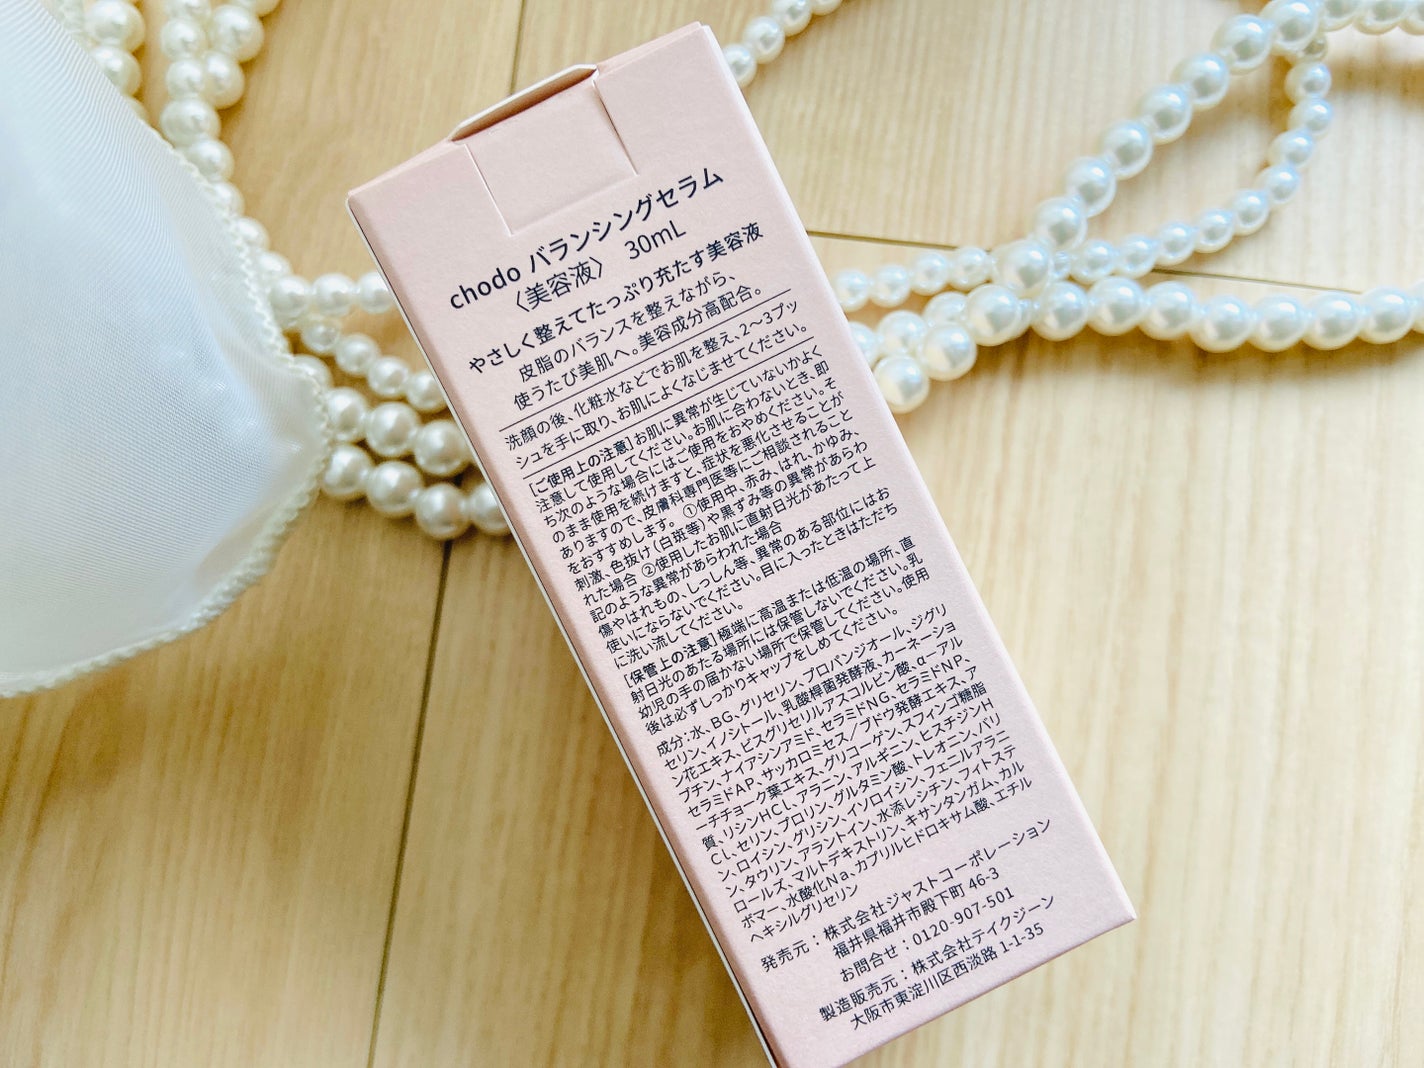 chodo バランシングセラム
〈美容液〉 30mL
やさしく整えてたっぷり充たす美容液
皮脂のバランスを整えながら、
使うたび美肌へ。美容成分高配合。
洗顔の後、化粧水などでお肌を整え、2〜3プッ
シュを手に取り、お肌によくなじませてください。
[ご使用上の注意]お肌に異常が生じていないかよく
注意して使用してください。お肌に合わないとき、即
ち次のような場合にはご使用をおやめください。そ
のまま使用を続けますと、症状を悪化させることが
ありますので、皮膚科専門医等にご相談されること
をおすすめします。 ①使用中、赤み、はれ、かゆみ、
刺激、色抜け(白斑等)や黒ずみ等の異常があらわ
れた場合 ②使用したお肌に直射日光があたって上
記のような異常があらわれた場合
傷やはれもの、しっしん等、異常のある部位にはお
使いにならないでください。目に入ったときはただち
に洗い流してください。
[保管上の注意]極端に高温または低温の場所、直
射日光のあたる場所には保管しないでください。乳
幼児の手の届かない場所で保管してください。使用
後は必ずしっかりキャップをしめてください。
成分:水、BG、グリセリン、プロパンジオール、ジグリ
セリン、イノシトール、乳酸桿菌発酵液、カーネーショ
ン花エキス、ビスグリセリルアスコルビン酸、α-アル
ブチン、ナイアシンアミド、セラミドNG、セラミドNP、
セラミドAP、サッカロミセス/ブドウ発酵エキス、ア
ーチチョーク葉エキス、グリコーゲン、スフィンゴ糖脂
質、リシンHCl、アラニン、アルギニン、ヒスチジンH
Cl、セリン、プロリン、グルタミン酸、トレオニン、バリ
ン、ロイシン、グリシン、イソロイシン、フェニルアラニ
ン、タウリン、アラントイン、水添レシチン、フィトステ
ロールズ、マルトデキストリン、キサンタンガム、カル
ボマー、水酸化Na、カプリルヒドロキサム酸、エチル
ヘキシルグリセリン
発売元:株式会社ジャストコーポレーション
福井県福井市殿下町 46-3
お問合せ:0120-907-501
製造販売元:株式会社テイクジーン
大阪市東淀川区西淡路 1-1-35